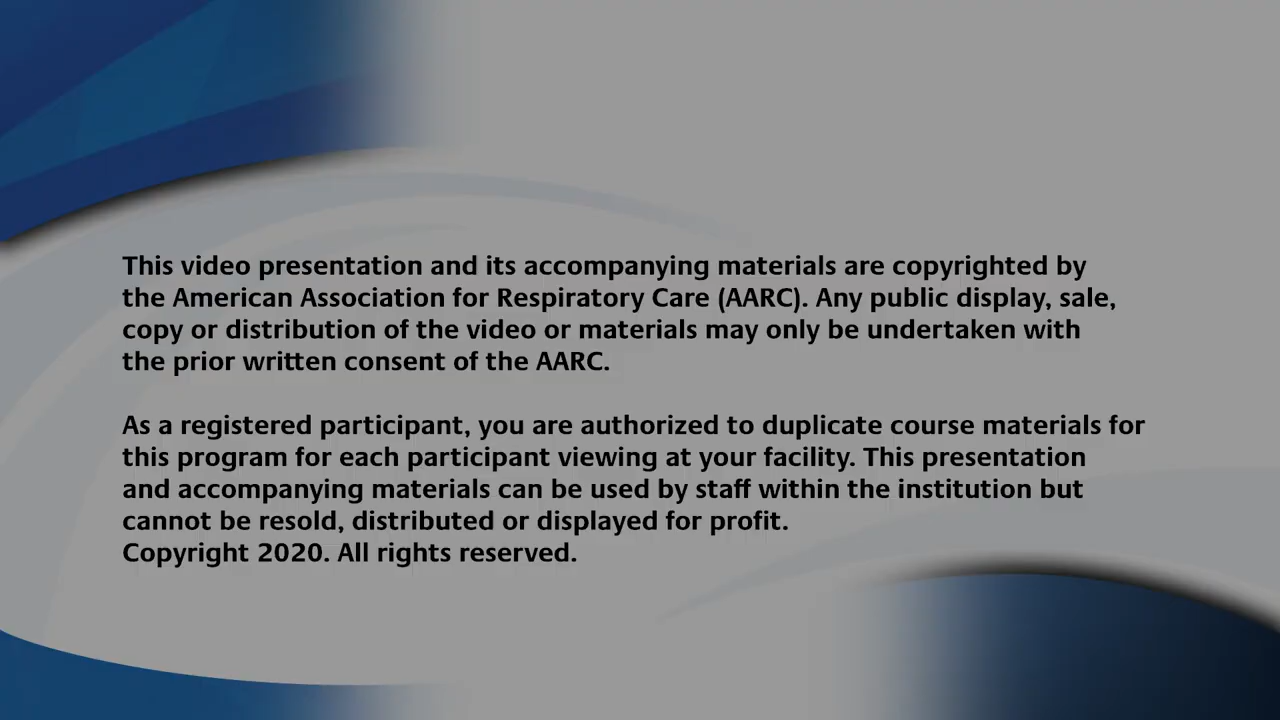 This video presentation and its accompanying materials are copyrighted by
the American Association for Respiratory Care (AARC). Any public display, sale,
copy or distribution of the video or materials may only be undertaken with
the prior written consent of the AARC.
As a registered participant, you are authorized to duplicate course materials for
this program for each participant viewing at your facility. This presentation
and accompanying materials can be used by staff within the institution but
cannot be resold, distributed or displayed for profit.
Copyright 2020. All rights reserved.